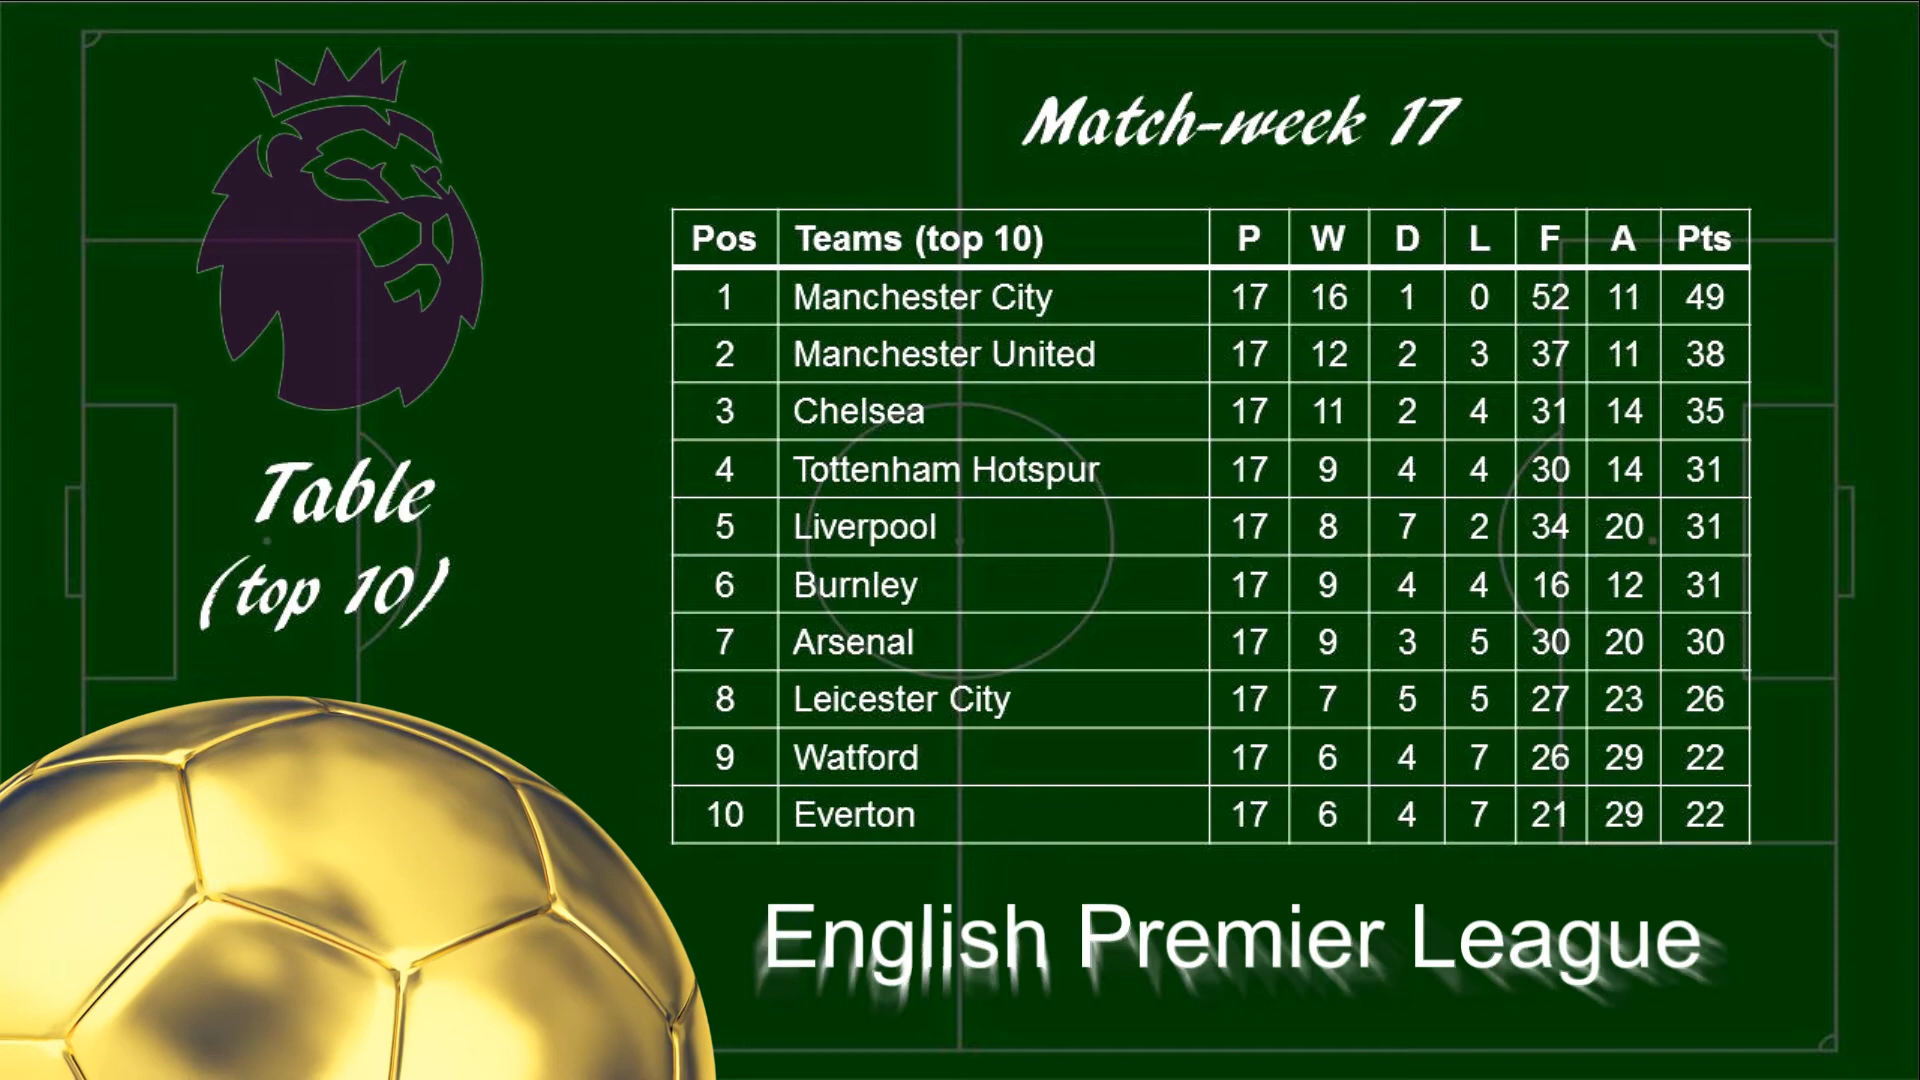 Match-week 17
Pos Teams (top 10) P W D L F A Pts
1 Manchester City 17 16 1 0 52 11 49
2 Manchester United 17 12 2 3 37 11 38
3 Chelsea 17 11 2 4 31 14 35
4 Tottenham Hotspur 17 9 4 4 30 14 31
5 Liverpool 17 8 7 2 34 20 31
6 Burnley 17 9 4 4 16 12 31
7 Arsenal 17 9 3 5 30 20 30
8 Leicester City 17 7 5 5 27 23 26
9 Watford 17 6 4 7 26 29 22
10 Everton 17 6 4 7 21 29 22
Table
(top 10)
English Premier League